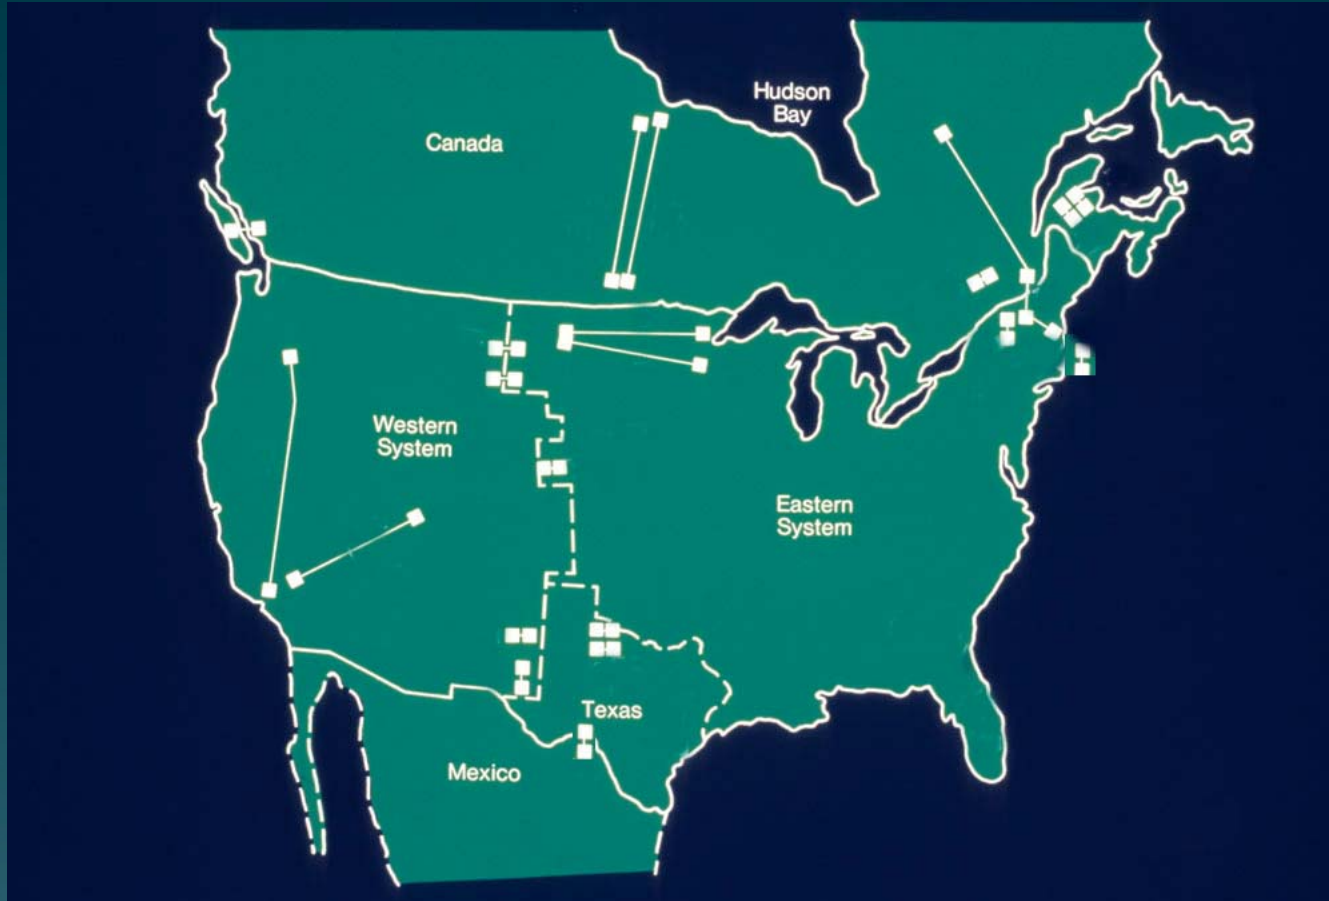 Hudson
Bay
Canada
Western
System
Eastern
System
Texas
Mexico